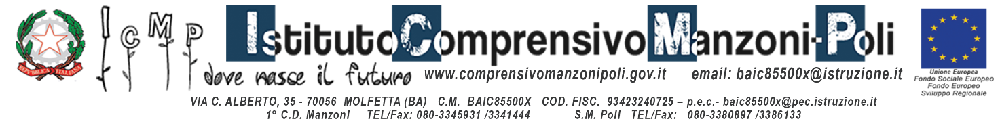 REPVBBLICA ITALIANA
I C M P
IstitutoComprensivoManzoni-Poli
dove nasce il futuro
www.comprensivomanzonipoli.gov.it email: baic85500x@istruzione.it
Unione Europea
Fondo Sociale Europeo
Fondo Europeo
Sviluppo Regionale
VIA C. ALBERTO, 35 - 70056 MOLFETTA (BA) C.M. BAIC85500X COD. FISC. 93423240725 – p.e.c.- baic85500x@pec.istruzione.it
1° C.D. Manzoni TEL/Fax: 080-3345931 /3341444 S.M. Poli TEL/Fax: 080-3380897 /3386133